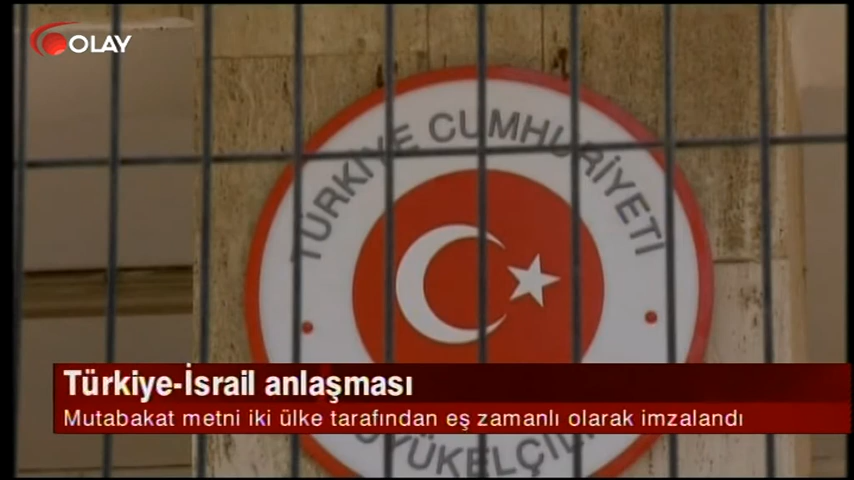 OLAY
TÜRKİYE CUMHURİYETİ
Türkiye-İsrail anlaşması
Mutabakat metni iki ülke tarafından eş zamanlı olarak imzalandı